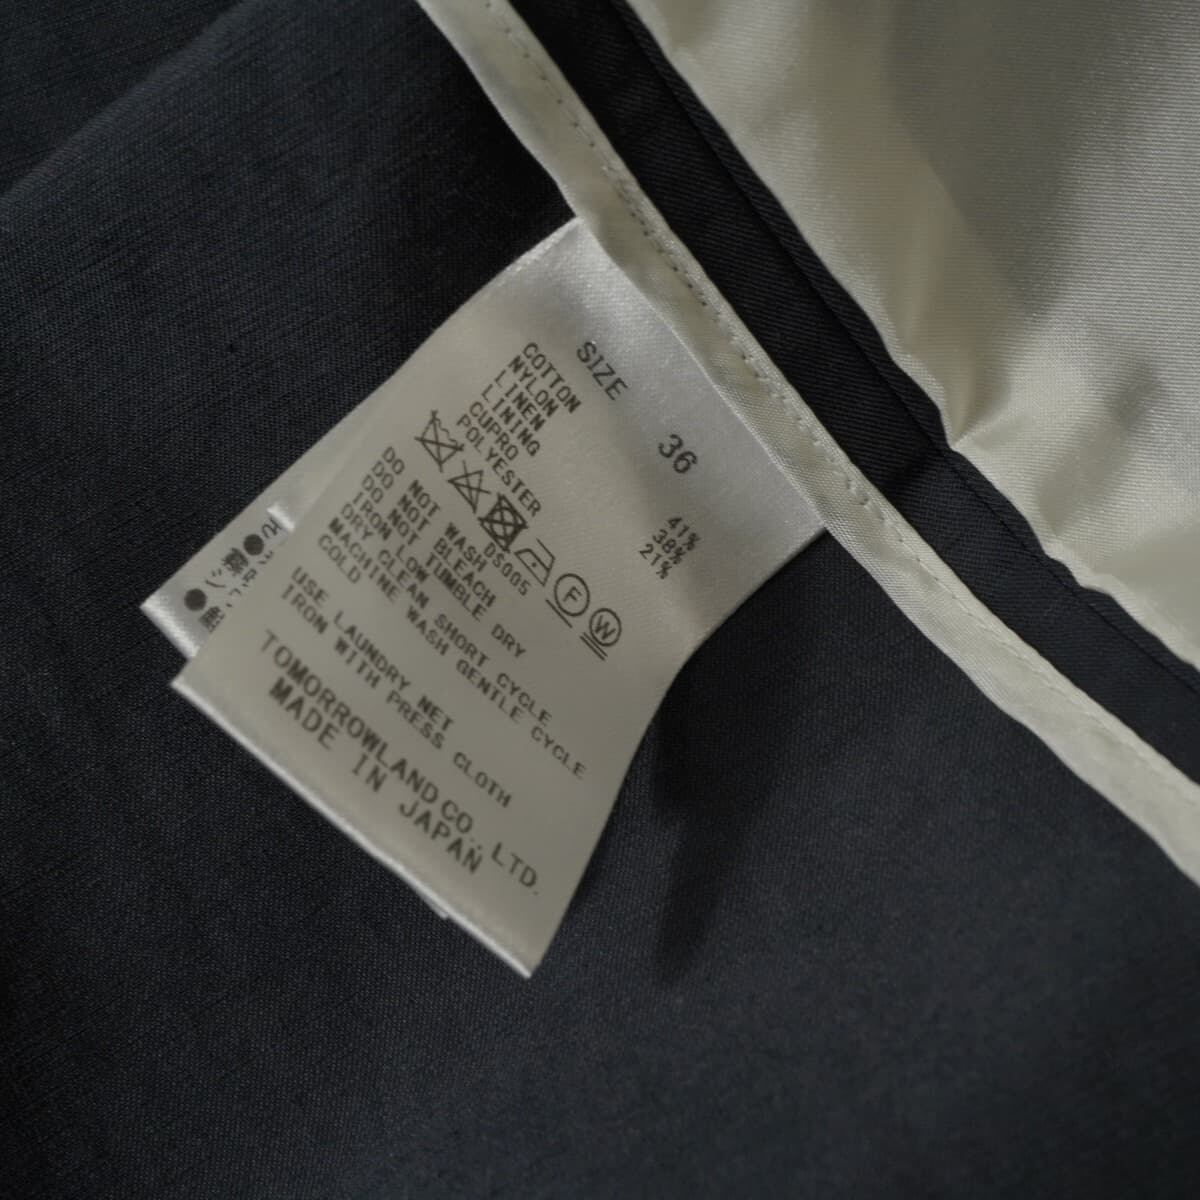 SIZE 36
COTTON 41%
NYLON 38%
LINEN 21%
LINING
CUPRO
POLYESTER
DS005
F W
DO NOT WASH
DO NOT BLEACH
DO NOT TUMBLE DRY
IRON LOW
DRY CLEAN SHORT CYCLE
MACHINE WASH GENTLE CYCLE
COLD
USE LAUNDRY NET
IRON WITH PRESS CLOTH
TOMORROWLAND CO., LTD.
MADE IN JAPAN